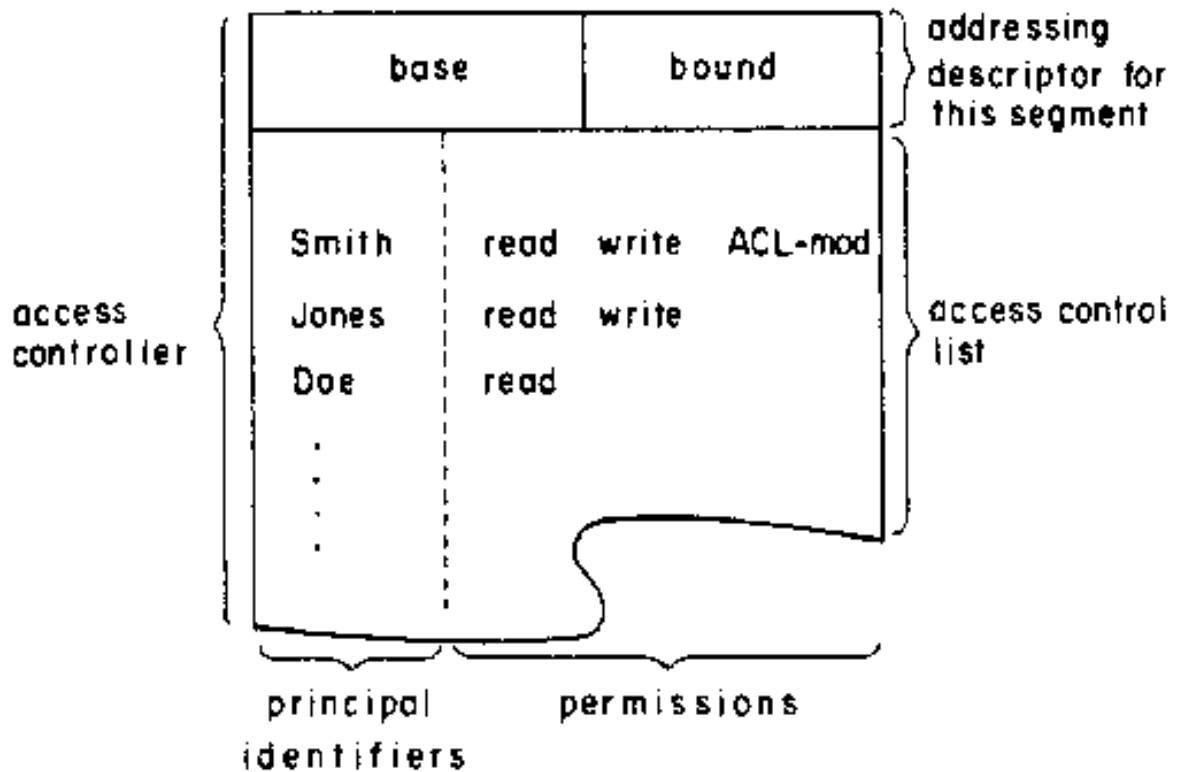 base bound
addressing
descriptor for
this segment
Smith read write ACL-mod
Jones read write
Doe read
access
controller
access control
list
principal
identifiers
permissions